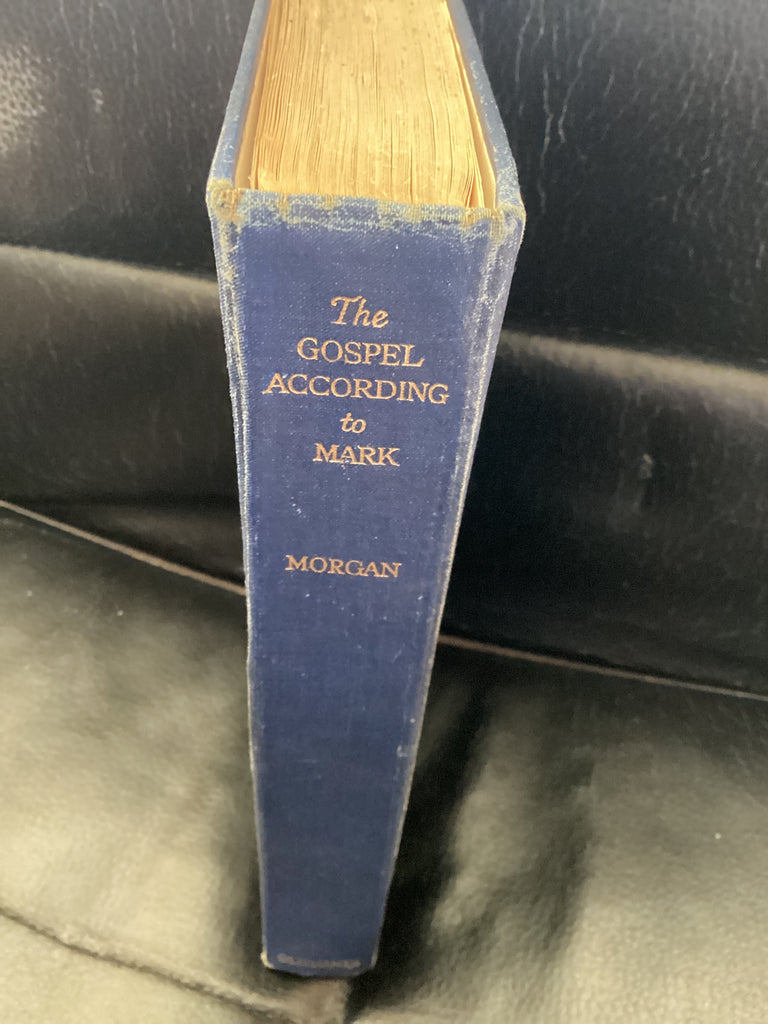 The
GOSPEL
ACCORDING
to
MARK
MORGAN